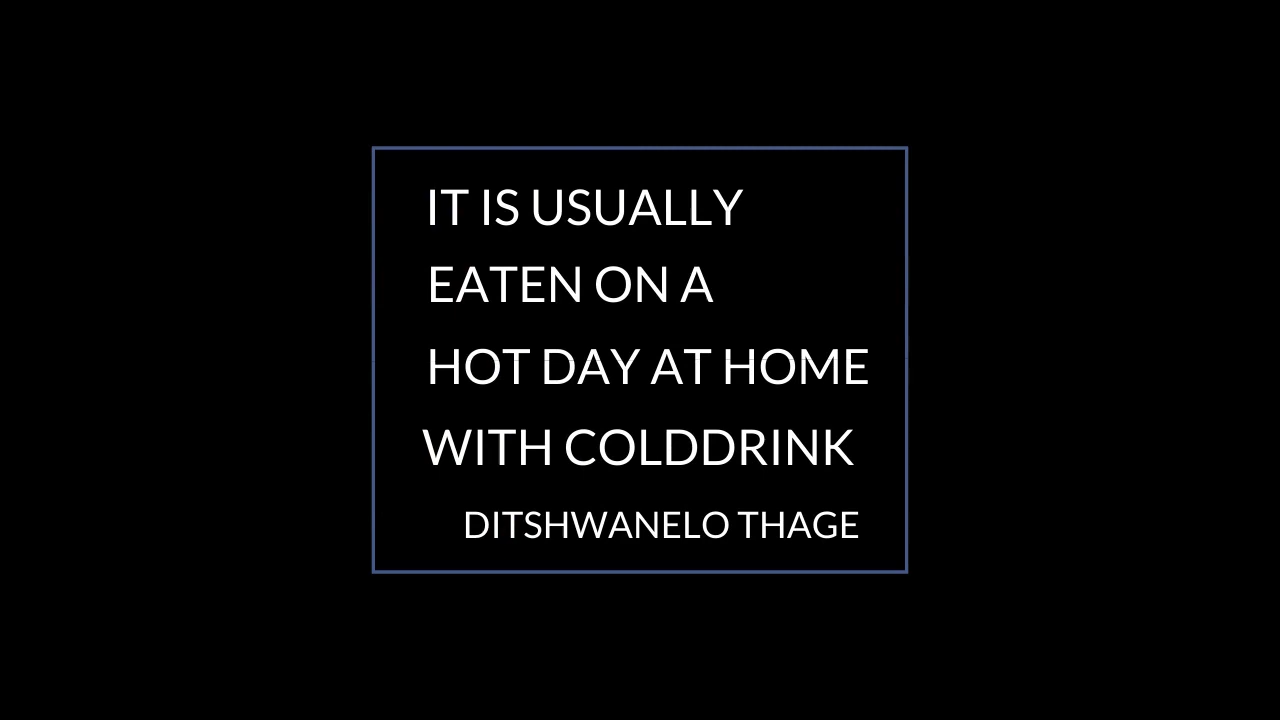 IT IS USUALLY
EATEN ON A
HOT DAY AT HOME
WITH COLDDRINK
DITSHWANELO THAGE